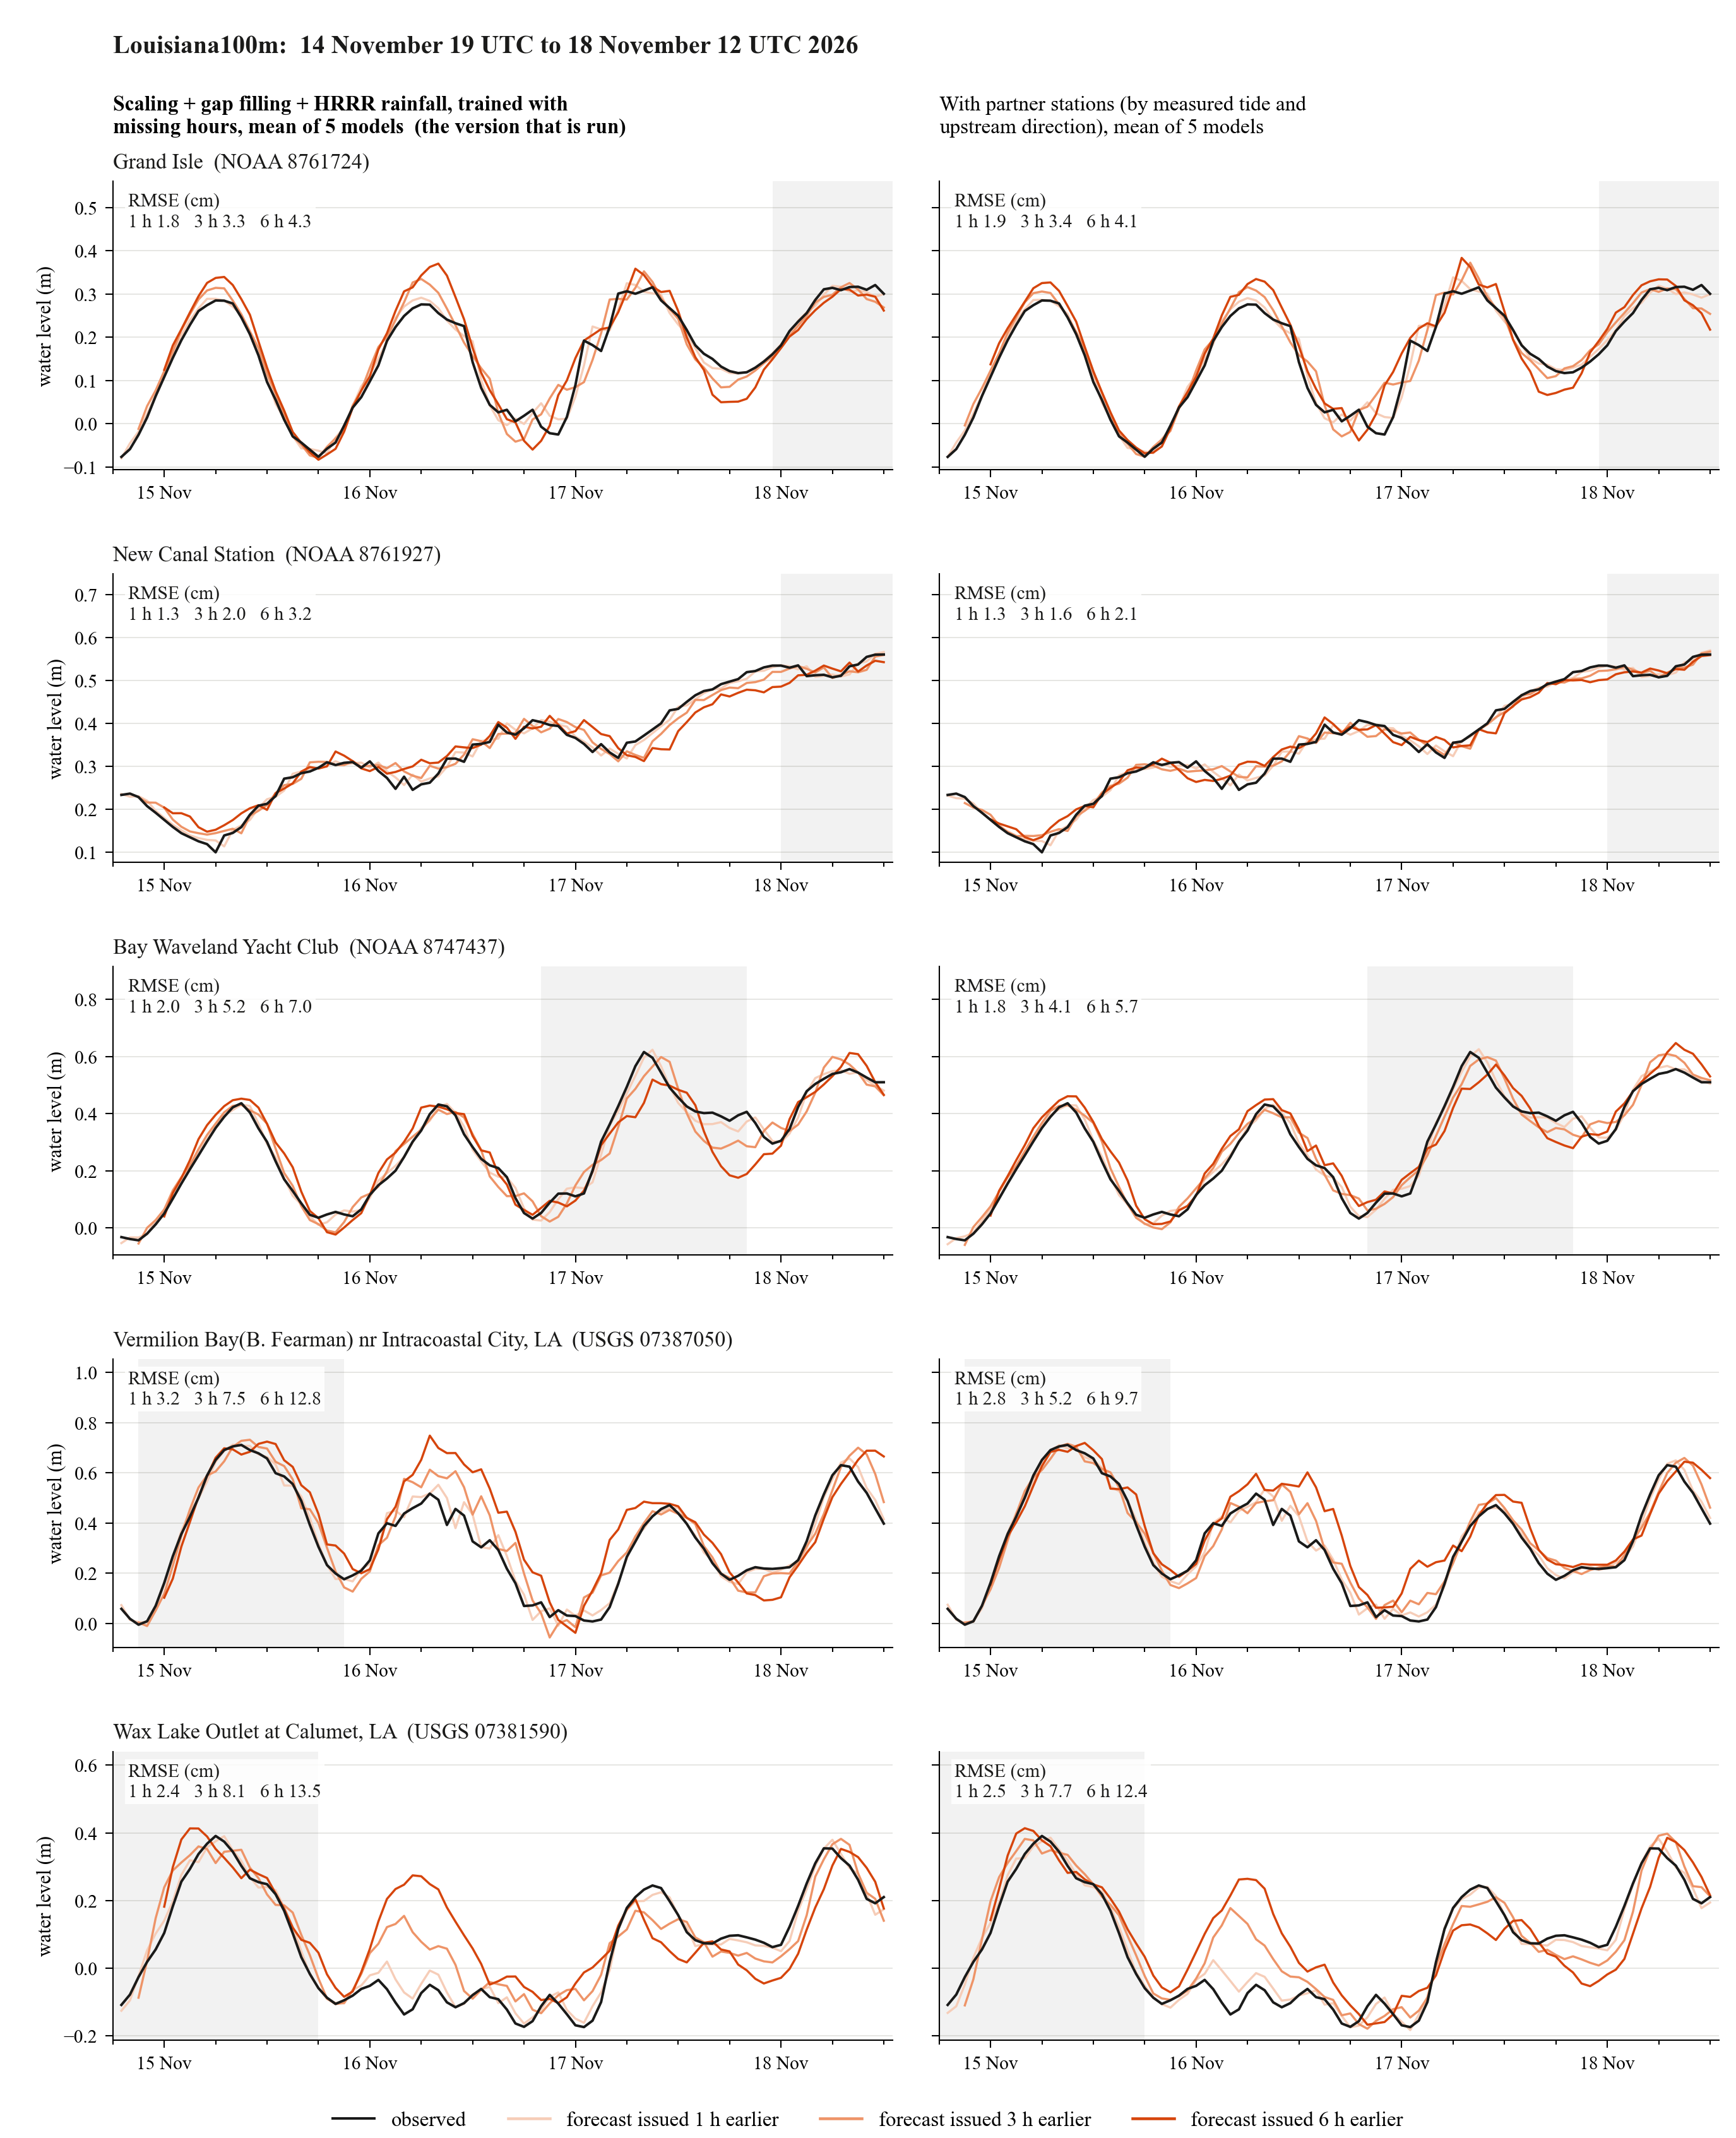 Louisiana100m:  14 November 19 UTC to 18 November 12 UTC 2026
Scaling + gap filling + HRRR rainfall, trained with
missing hours, mean of 5 models  (the version that is run)
With partner stations (by measured tide and
upstream direction), mean of 5 models
Grand Isle  (NOAA 8761724)
RMSE (cm)
1 h 1.8   3 h 3.3   6 h 4.3
RMSE (cm)
1 h 1.9   3 h 3.4   6 h 4.1
water level (m)
0.5
0.4
0.3
0.2
0.1
0.0
−0.1
15 Nov   16 Nov   17 Nov   18 Nov
15 Nov   16 Nov   17 Nov   18 Nov
New Canal Station  (NOAA 8761927)
RMSE (cm)
1 h 1.3   3 h 2.0   6 h 3.2
RMSE (cm)
1 h 1.3   3 h 1.6   6 h 2.1
water level (m)
0.7
0.6
0.5
0.4
0.3
0.2
0.1
15 Nov   16 Nov   17 Nov   18 Nov
15 Nov   16 Nov   17 Nov   18 Nov
Bay Waveland Yacht Club  (NOAA 8747437)
RMSE (cm)
1 h 2.0   3 h 5.2   6 h 7.0
RMSE (cm)
1 h 1.8   3 h 4.1   6 h 5.7
water level (m)
0.8
0.6
0.4
0.2
0.0
15 Nov   16 Nov   17 Nov   18 Nov
15 Nov   16 Nov   17 Nov   18 Nov
Vermilion Bay(B. Fearman) nr Intracoastal City, LA  (USGS 07387050)
RMSE (cm)
1 h 3.2   3 h 7.5   6 h 12.8
RMSE (cm)
1 h 2.8   3 h 5.2   6 h 9.7
water level (m)
1.0
0.8
0.6
0.4
0.2
0.0
15 Nov   16 Nov   17 Nov   18 Nov
15 Nov   16 Nov   17 Nov   18 Nov
Wax Lake Outlet at Calumet, LA  (USGS 07381590)
RMSE (cm)
1 h 2.4   3 h 8.1   6 h 13.5
RMSE (cm)
1 h 2.5   3 h 7.7   6 h 12.4
water level (m)
0.6
0.4
0.2
0.0
−0.2
15 Nov   16 Nov   17 Nov   18 Nov
15 Nov   16 Nov   17 Nov   18 Nov
observed   forecast issued 1 h earlier   forecast issued 3 h earlier   forecast issued 6 h earlier